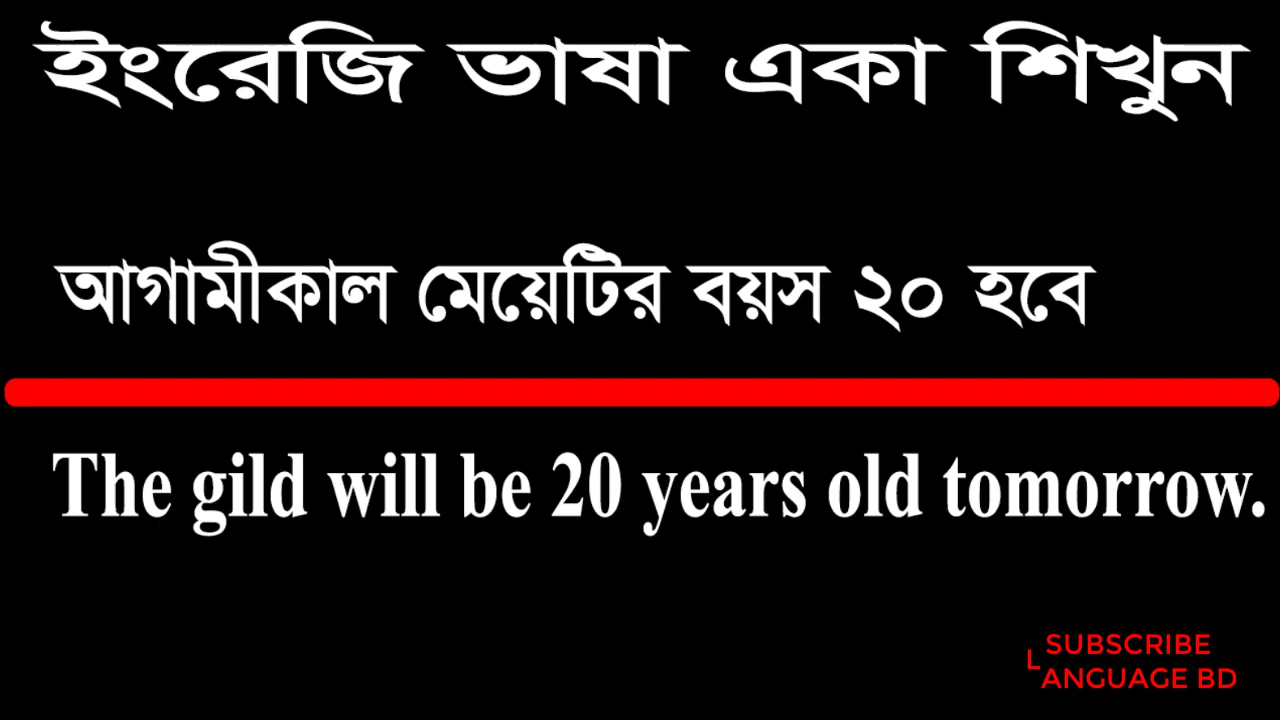 ইংরেজি ভাষা একা শিখুন
আগামীকাল মেয়েটির বয়স ২০ হবে
The gild will be 20 years old tomorrow.
SUBSCRIBE
LANGUAGE BD